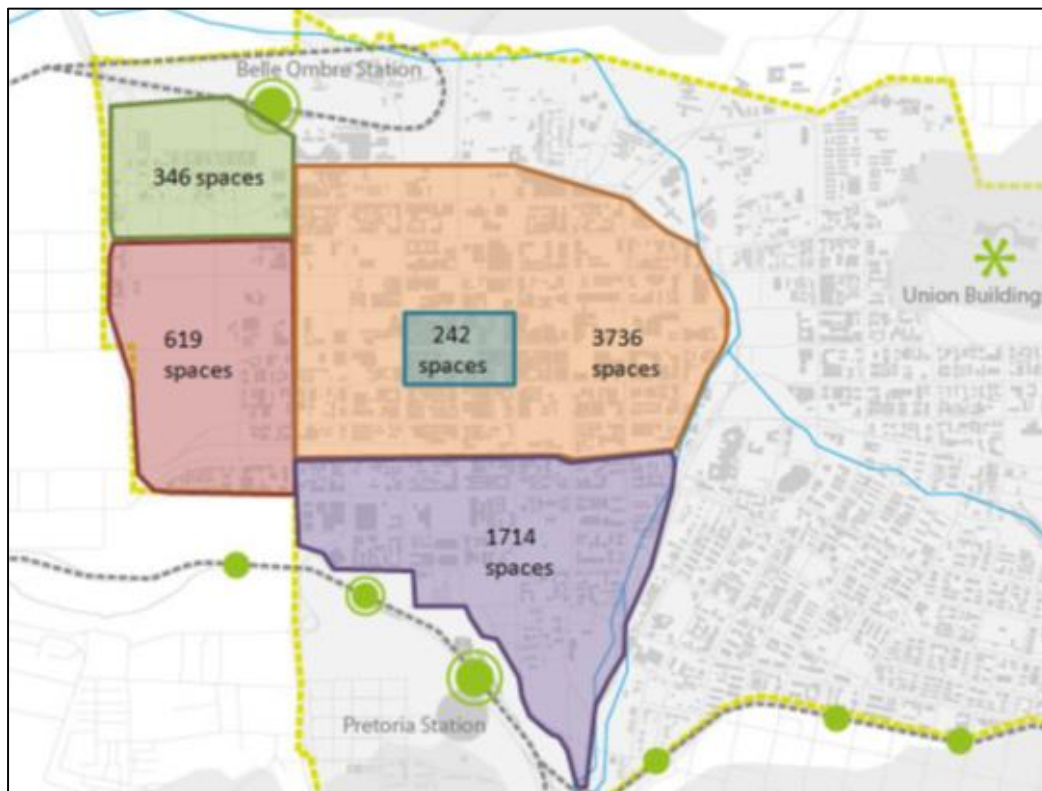 Belle Ombre Station
346 spaces
Union Building
619
spaces
242
spaces
3736
spaces
1714
spaces
Pretoria Station